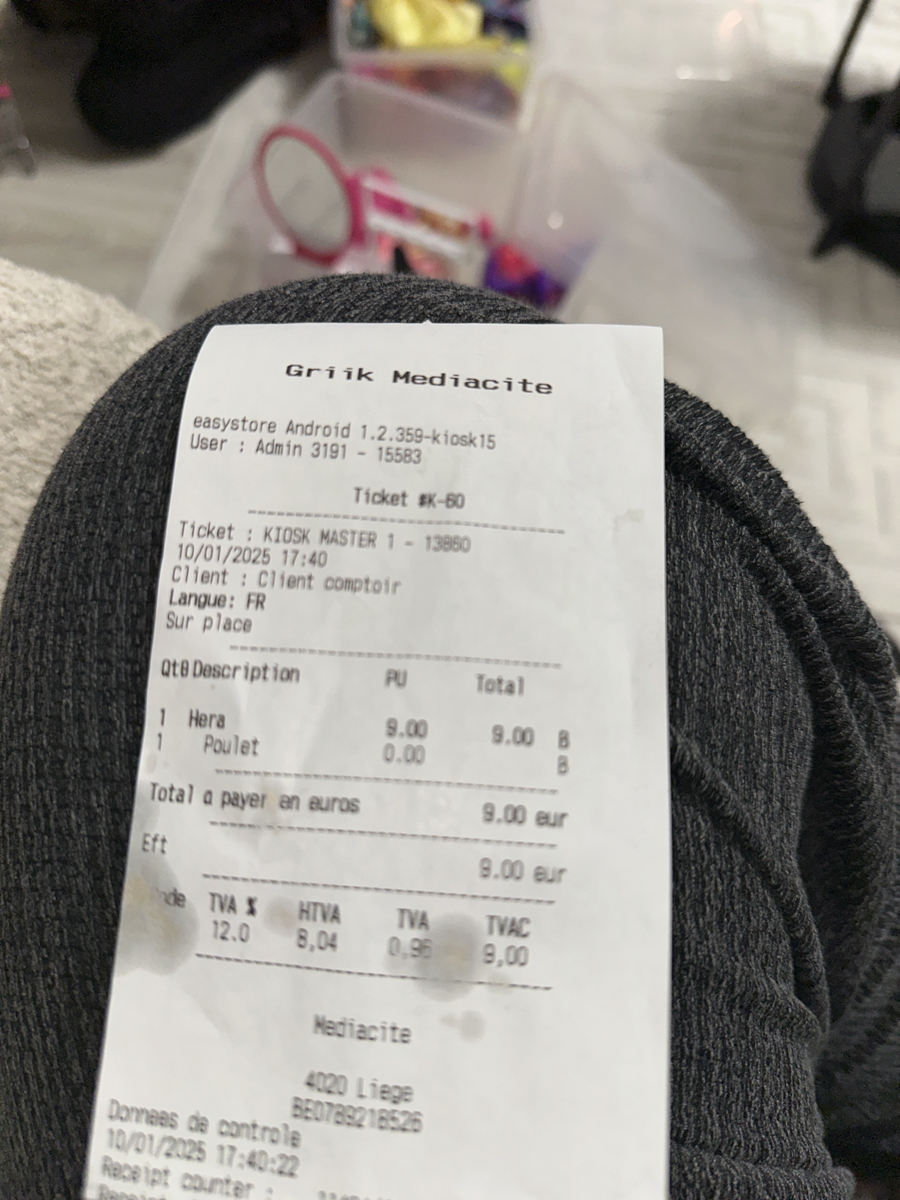 Griik Mediacite
easystore Android 1.2.359-kiosk15
User : Admin 3191 - 15583
Ticket #K-60
Ticket : KIOSK MASTER 1 - 13860
10/01/2025 17:40
Client : Client comptoir
Langue: FR
Sur place
Qté Description PU Total
1 Hera 9.00 9.00 B
1 Poulet 0.00 B
Total a payer en euros 9.00 eur
Eft 9.00 eur
TVA % HTVA TVA TVAC
12.0 8,04 0,96 9,00
Mediacite
4020 Liege
Donnees de controle
10/01/2025 17:40:22
Receipt counter :